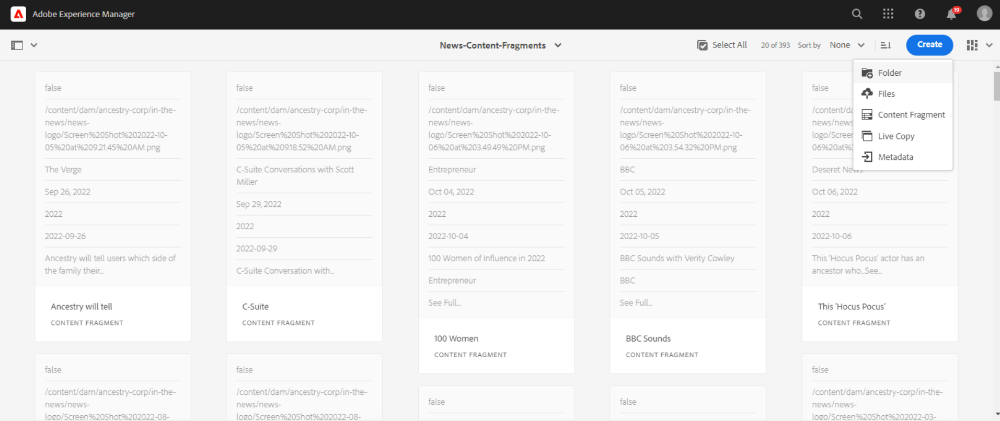 Adobe Experience Manager
19
News-Content-Fragments
Select All
20 of 393
Sort by
None
Create
Folder
Files
Content Fragment
Live Copy
Metadata
false
/content/dam/ancestry-corp/in-the-
news/news-
logo/Screen%20Shot%202022-10-
05%20at%209.21.45%20AM.png
The Verge
Sep 26, 2022
2022
2022-09-26
Ancestry will tell users which side of
the family their...
Ancestry will tell
CONTENT FRAGMENT
false
/content/dam/ancestry-corp/in-the-
news/news-
logo/Screen%20Shot%202022-10-
05%20at%209.18.52%20AM.png
C-Suite Conversations with Scott
Miller
Sep 29, 2022
2022
2022-09-29
C-Suite Conversation with...
C-Suite
CONTENT FRAGMENT
false
/content/dam/ancestry-corp/in-the-
news/news-
logo/Screen%20Shot%202022-10-
06%20at%203.49.49%20PM.png
Entrepreneur
Oct 04, 2022
2022
2022-10-04
100 Women of Influence in 2022
Entrepreneur
See Full...
100 Women
CONTENT FRAGMENT
false
/content/dam/ancestry-corp/in-the-
news/news-
logo/Screen%20Shot%202022-10-
06%20at%203.54.32%20PM.png
BBC
Oct 05, 2022
2022
2022-10-05
BBC Sounds with Verity Cowley
BBC
See Full...
BBC Sounds
CONTENT FRAGMENT
false
/content/da
news/news-
logo/Scree
06%20at%
Deseret News
Oct 06, 2022
2022
2022-10-06
This 'Hocus Pocus' actor has an
ancestor who...See...
This 'Hocus Pocus'
CONTENT FRAGMENT
false
/content/dam/ancestry-corp/in-the-
news/news-
logo/Screen%20Shot%202022-08-
false
/content/dam/ancestry-corp/in-the-
news/news-
logo/Screen%20Shot%202022-08-
false
false
false
/content/dam/ancestry-corp/in-the-
news/news-
logo/Screen%20Shot%202022-03-